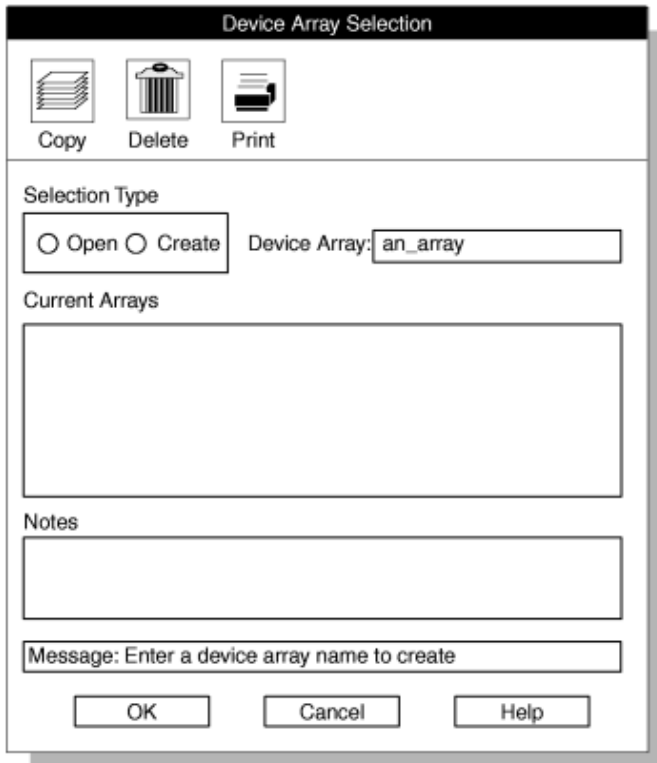 Device Array Selection
Copy Delete Print
Selection Type
Open Create Device Array: an_array
Current Arrays
Notes
Message: Enter a device array name to create
OK Cancel Help